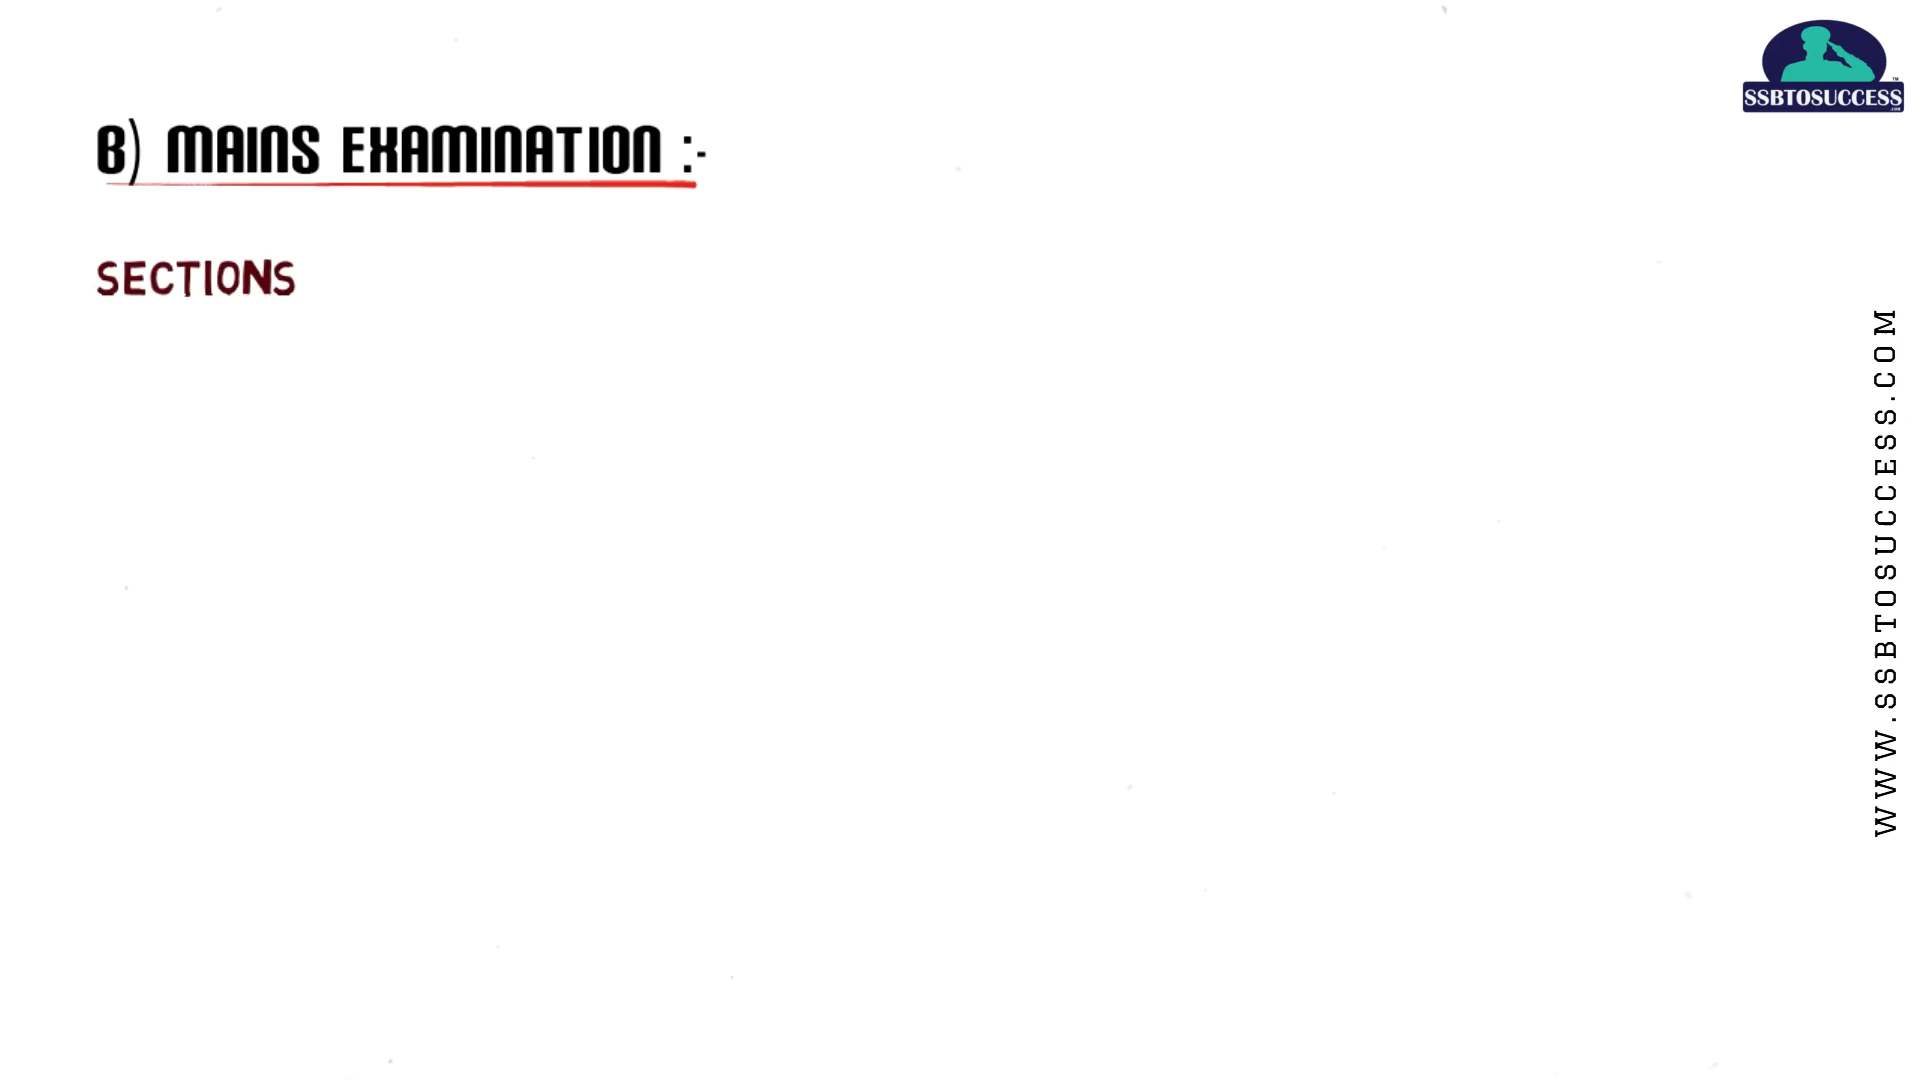 SSBTOSUCCESS
B) MAINS EXAMINATION :-
SECTIONS
WWW.SSBTOSUCCESS.COM